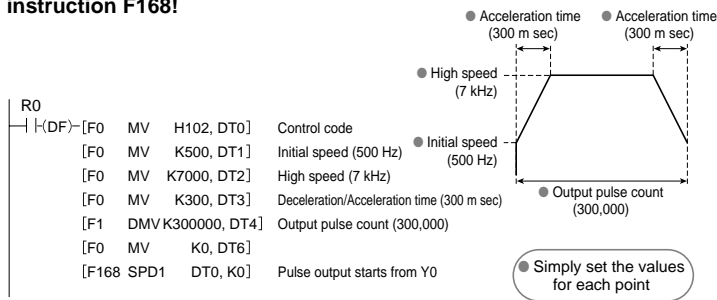 instruction F168!
● Acceleration time
(300 m sec)
● Acceleration time
(300 m sec)
● High speed
(7 kHz)
● Initial speed
(500 Hz)
● Output pulse count
(300,000)
R0
(DF) [F0 MV H102, DT0] Control code
[F0 MV K500, DT1] Initial speed (500 Hz)
[F0 MV K7000, DT2] High speed (7 kHz)
[F0 MV K300, DT3] Deceleration/Acceleration time (300 m sec)
[F1 DMV K300000, DT4] Output pulse count (300,000)
[F0 MV K0, DT6]
[F168 SPD1 DT0, K0] Pulse output starts from Y0
● Simply set the values
for each point